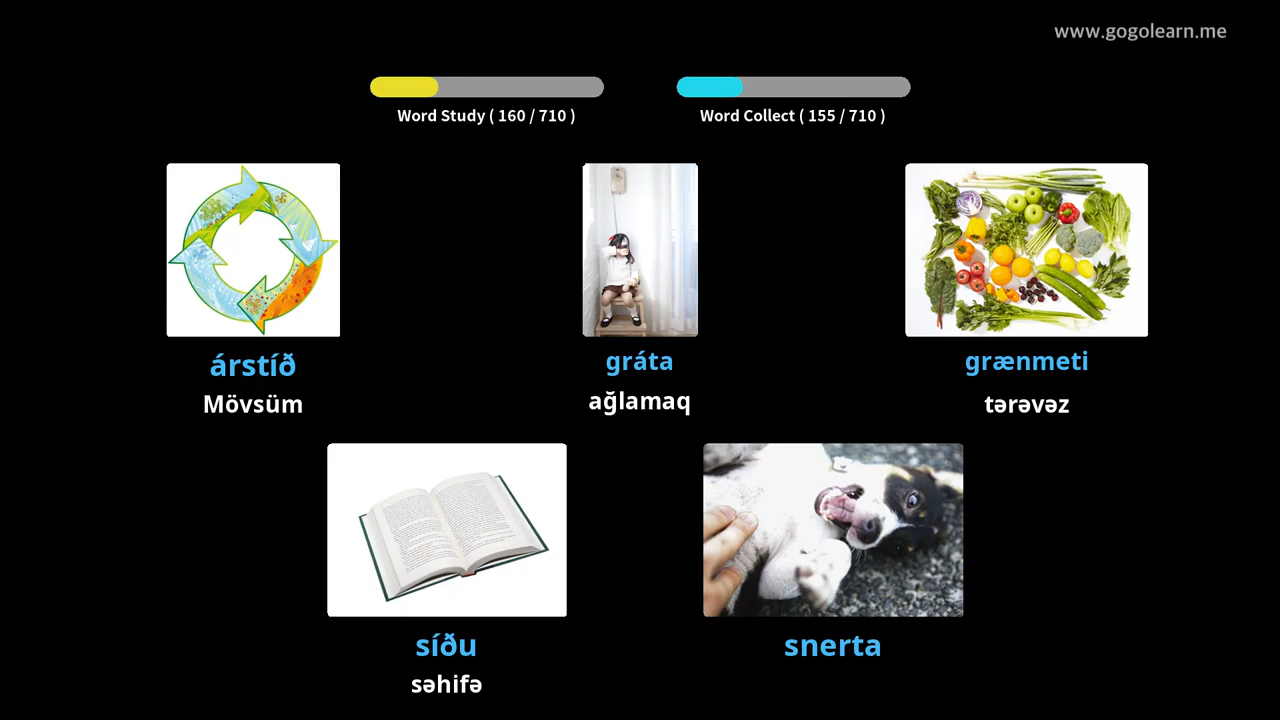 www.gogolearn.me
Word Study ( 160 / 710 )
Word Collect ( 155 / 710 )
árstíð
Mövsüm
gráta
ağlamaq
grænmeti
tərəvəz
síðu
səhifə
snerta